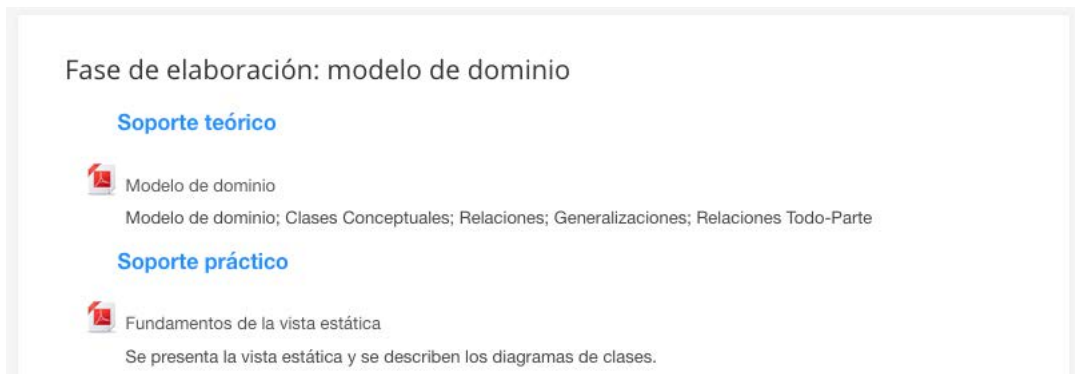 Fase de elaboración: modelo de dominio
Soporte teórico
Modelo de dominio
Modelo de dominio; Clases Conceptuales; Relaciones; Generalizaciones; Relaciones Todo-Parte
Soporte práctico
Fundamentos de la vista estática
Se presenta la vista estática y se describen los diagramas de clases.